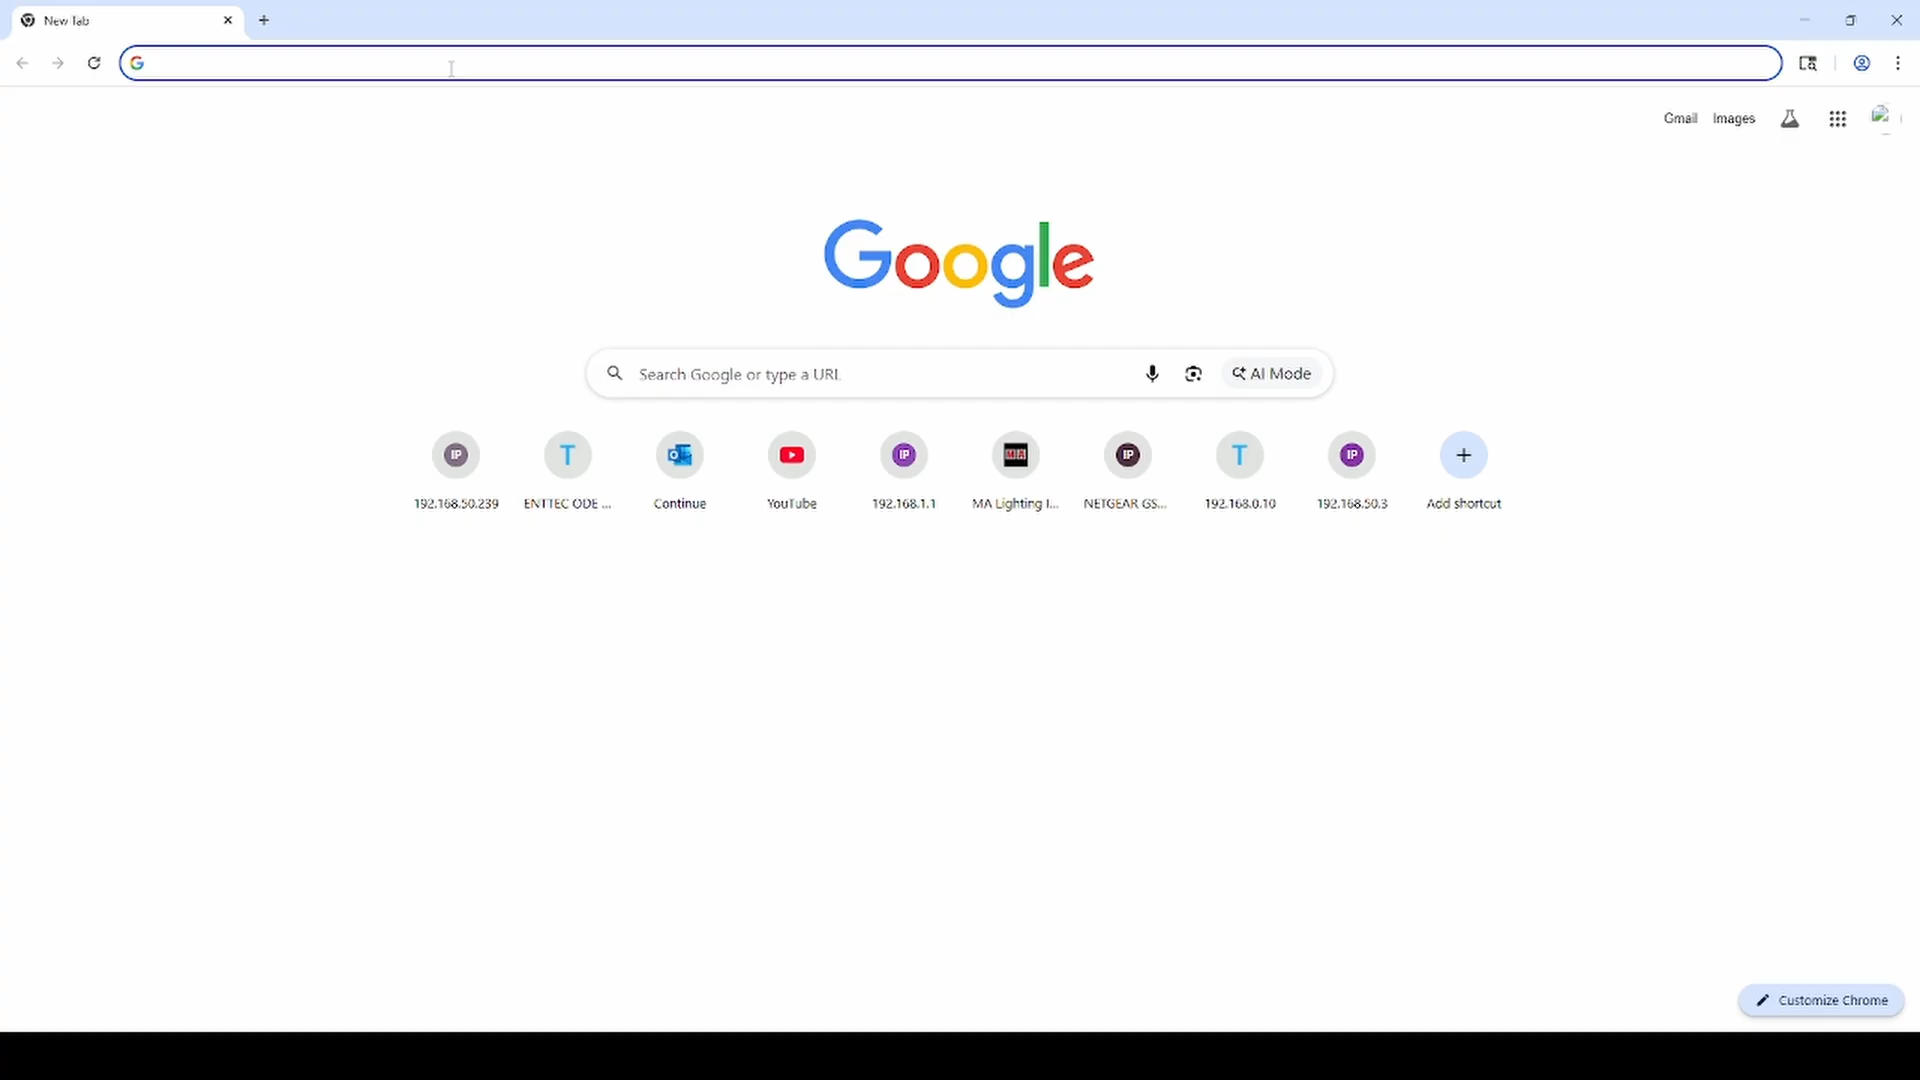 New Tab
Gmail Images
Google
Search Google or type a URL
AI Mode
192.168.50.239
ENTTEC ODE ...
Continue
YouTube
192.168.1.1
MA Lighting I...
NETGEAR GS...
192.168.0.10
192.168.50.3
Add shortcut
Customize Chrome